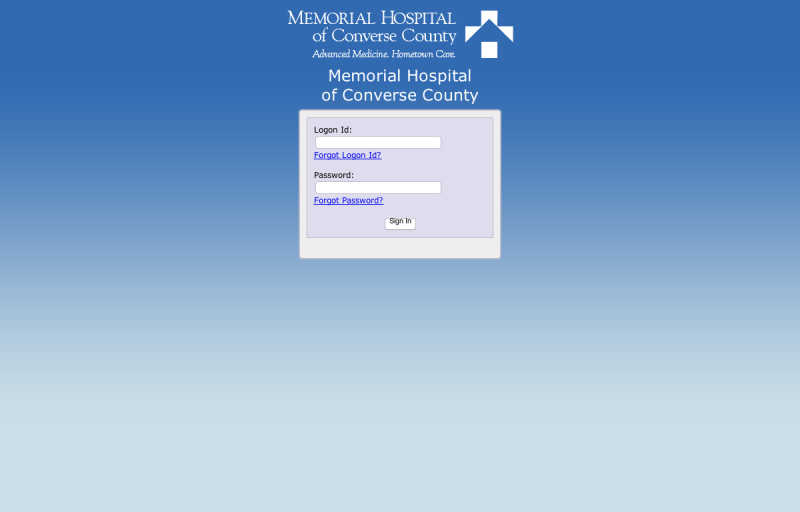 MEMORIAL HOSPITAL
of Converse County
Advanced Medicine. Hometown Care.
Memorial Hospital
of Converse County
Logon Id:
Forgot Logon Id?
Password:
Forgot Password?
Sign In